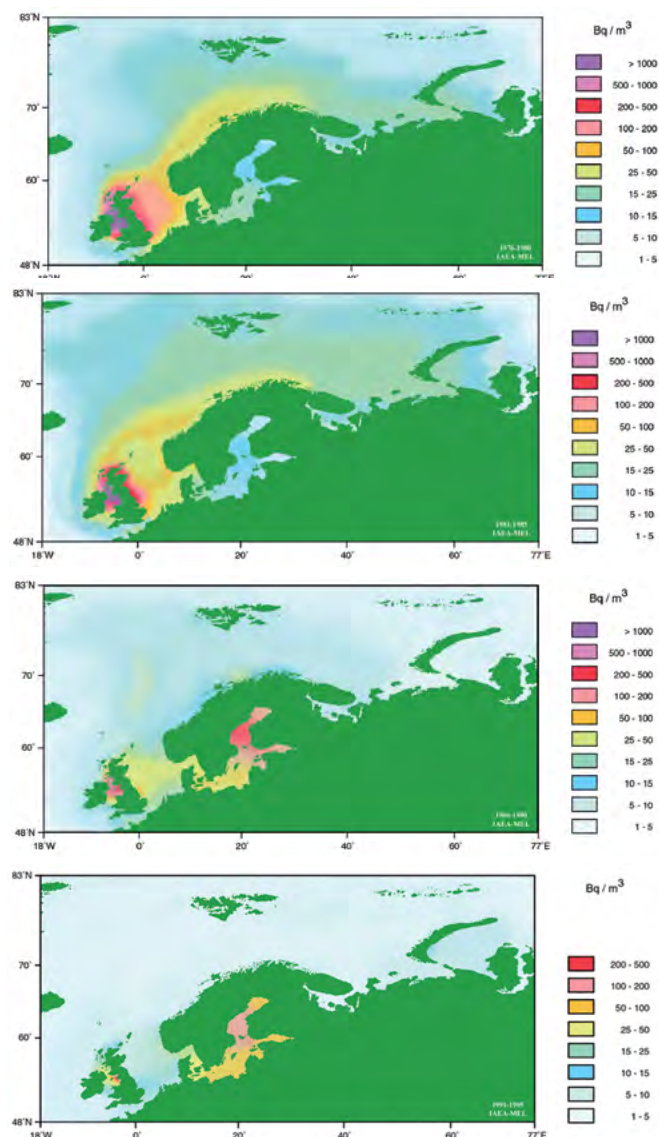 83˚N
70˚
60˚
48˚N
18˚W
0˚
20˚
40˚
60˚
77˚E
1976-1980
IAEA-MEL
Bq / m³
> 1000
500 - 1000
200 - 500
100 - 200
50 - 100
25 - 50
15 - 25
10 - 15
5 - 10
1 - 5
83˚N
70˚
60˚
48˚N
18˚W
0˚
20˚
40˚
60˚
77˚E
1981-1985
IAEA-MEL
Bq / m³
> 1000
500 - 1000
200 - 500
100 - 200
50 - 100
25 - 50
15 - 25
10 - 15
5 - 10
1 - 5
83˚N
70˚
60˚
48˚N
18˚W
0˚
20˚
40˚
60˚
77˚E
1986-1990
IAEA-MEL
Bq / m³
> 1000
500 - 1000
200 - 500
100 - 200
50 - 100
25 - 50
15 - 25
10 - 15
5 - 10
1 - 5
83˚N
70˚
60˚
48˚N
18˚W
0˚
20˚
40˚
60˚
77˚E
1991-1995
IAEA-MEL
Bq / m³
200 - 500
100 - 200
50 - 100
25 - 50
15 - 25
10 - 15
5 - 10
1 - 5